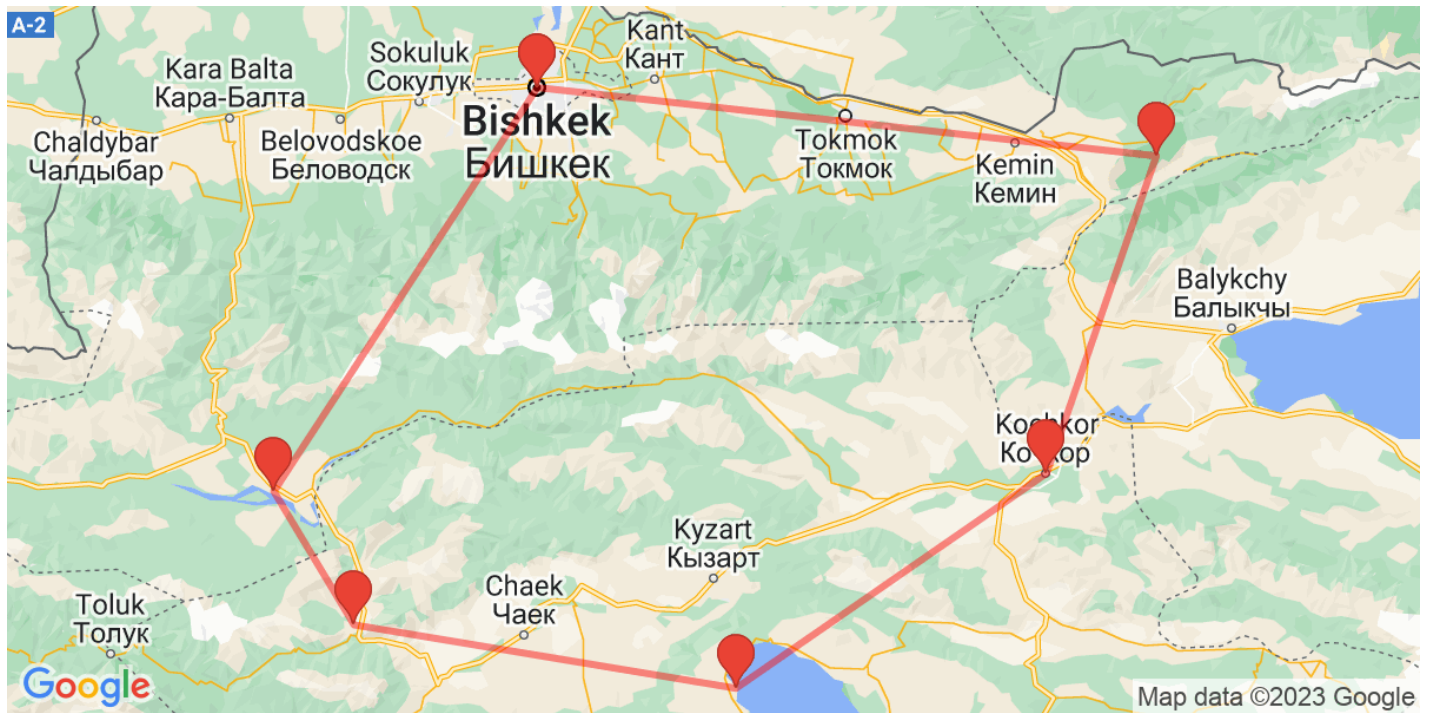 A-2
Kant
Кант
Sokuluk
Сокулук
Kara Balta
Кара-Балта
Bishkek
Бишкек
Chaldybar
Чалдыбар
Belovodskoe
Беловодск
Tokmok
Токмок
Kemin
Кемин
Balykchy
Балыкчы
Kyzart
Кызарт
Chaek
Чаек
Toluk
Толук
Google
Map data ©2023 Google